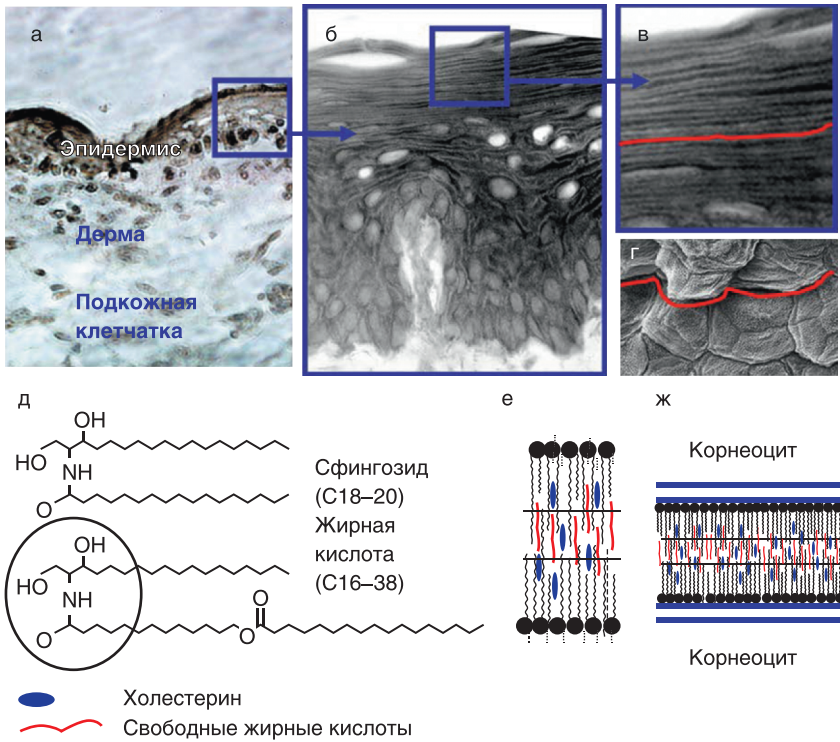 а
б
в
Эпидермис
Дерма
Подкожная
клетчатка
г
д
е
ж
OH
HO
NH
O
Сфингозид
(C18–20)
Жирная
кислота
(C16–38)
OH
HO
NH
O
O
O
Корнеоцит
Корнеоцит
Холестерин
Свободные жирные кислоты